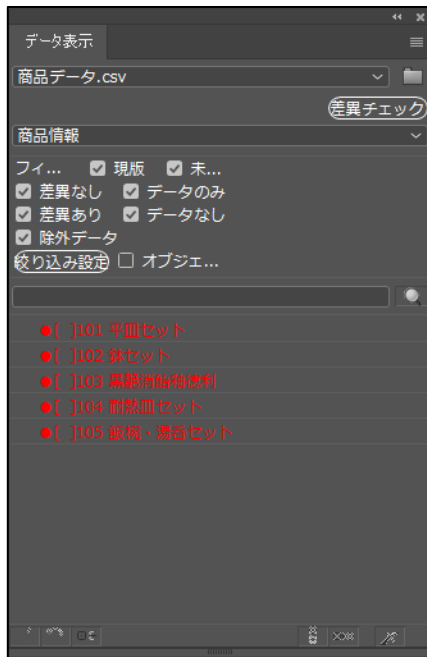 データ表示
商品データ.csv
差異チェック
商品情報
フィ... 現版 未...
差異なし データのみ
差異あり データなし
除外データ
絞り込み設定 オブジェ...
●[ ]101 平皿セット
●[ ]102 鉢セット
●[ ]103
●[ ]104 耐熱皿セット
●[ ]105 飯椀・湯呑セット